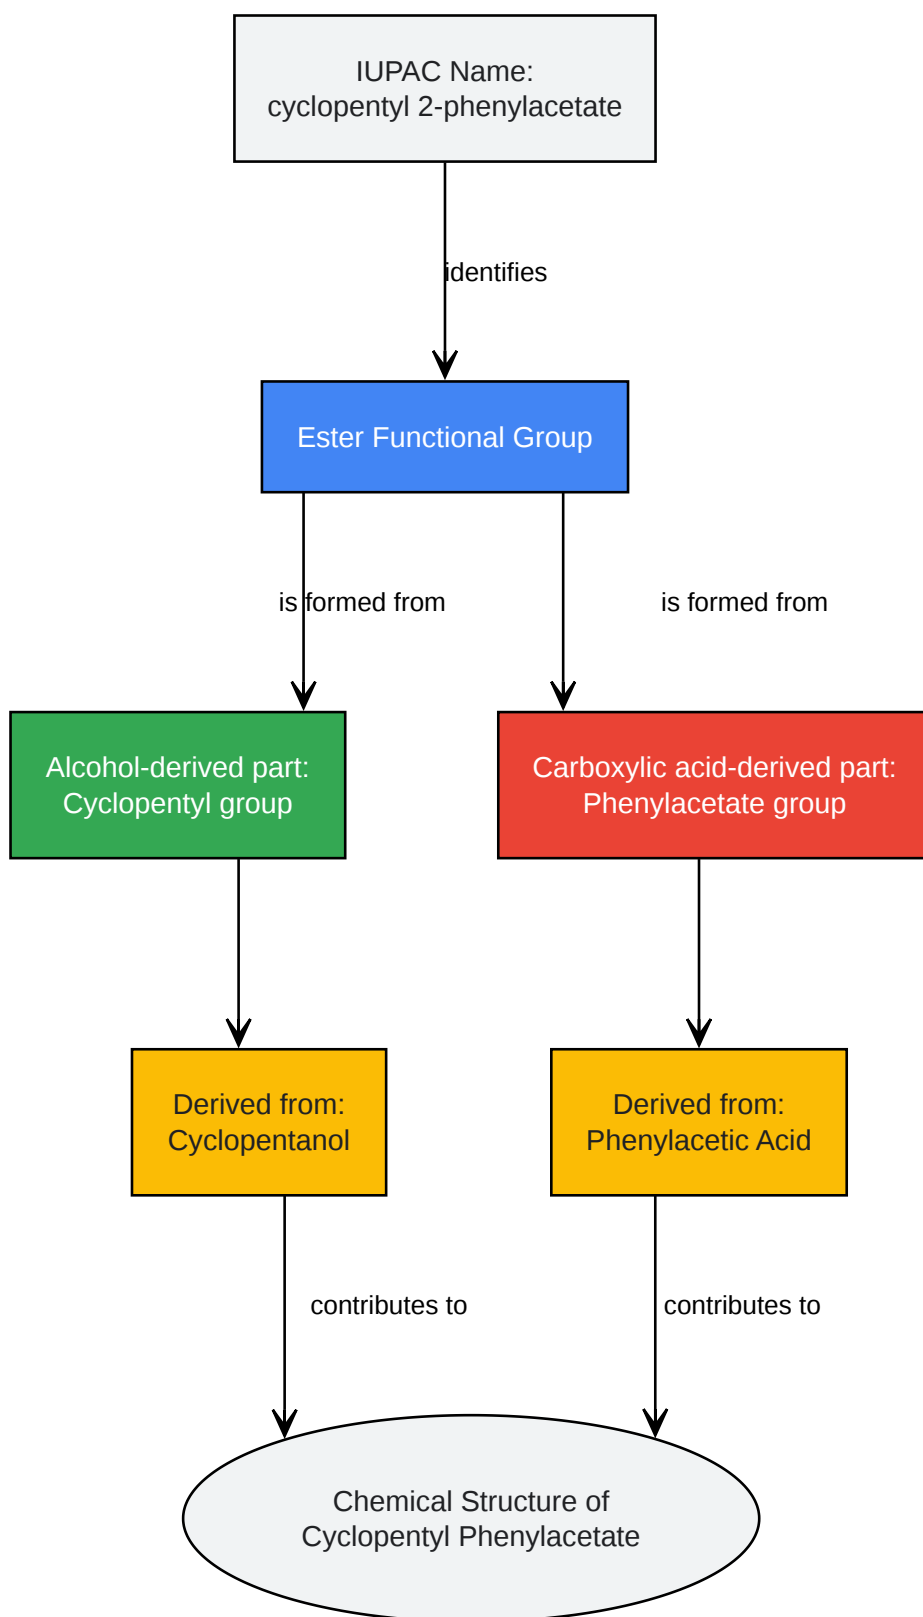 IUPAC Name:
cyclopentyl 2-phenylacetate
identifies
Ester Functional Group
is formed from
is formed from
Alcohol-derived part:
Cyclopentyl group
Carboxylic acid-derived part:
Phenylacetate group
Derived from:
Cyclopentanol
Derived from:
Phenylacetic Acid
contributes to
contributes to
Chemical Structure of
Cyclopentyl Phenylacetate